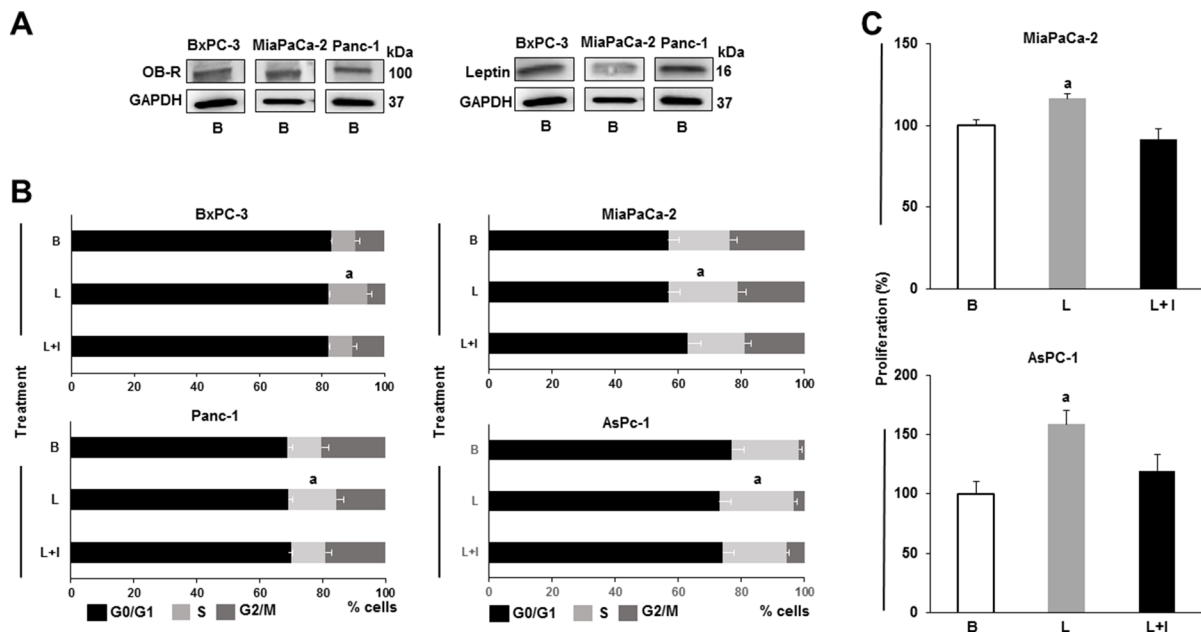 A
BxPC-3 MiaPaCa-2 Panc-1 kDa
OB-R 100
GAPDH 37
B B B
BxPC-3 MiaPaCa-2 Panc-1 kDa
Leptin 16
GAPDH 37
B B B
B
Treatment
BxPC-3
B
a
L
L+I
0 20 40 60 80 100
Panc-1
B
a
L
L+I
0 20 40 60 80 100
G0/G1 S G2/M % cells
Treatment
MiaPaCa-2
B
a
L
L+I
0 20 40 60 80 100
AsPc-1
B
a
L
L+I
0 20 40 60 80 100
G0/G1 S G2/M % cells
C
Proliferation (%)
MiaPaCa-2
150
100
50
0
a
B L L+I
AsPC-1
200
150
100
50
0
a
B L L+I